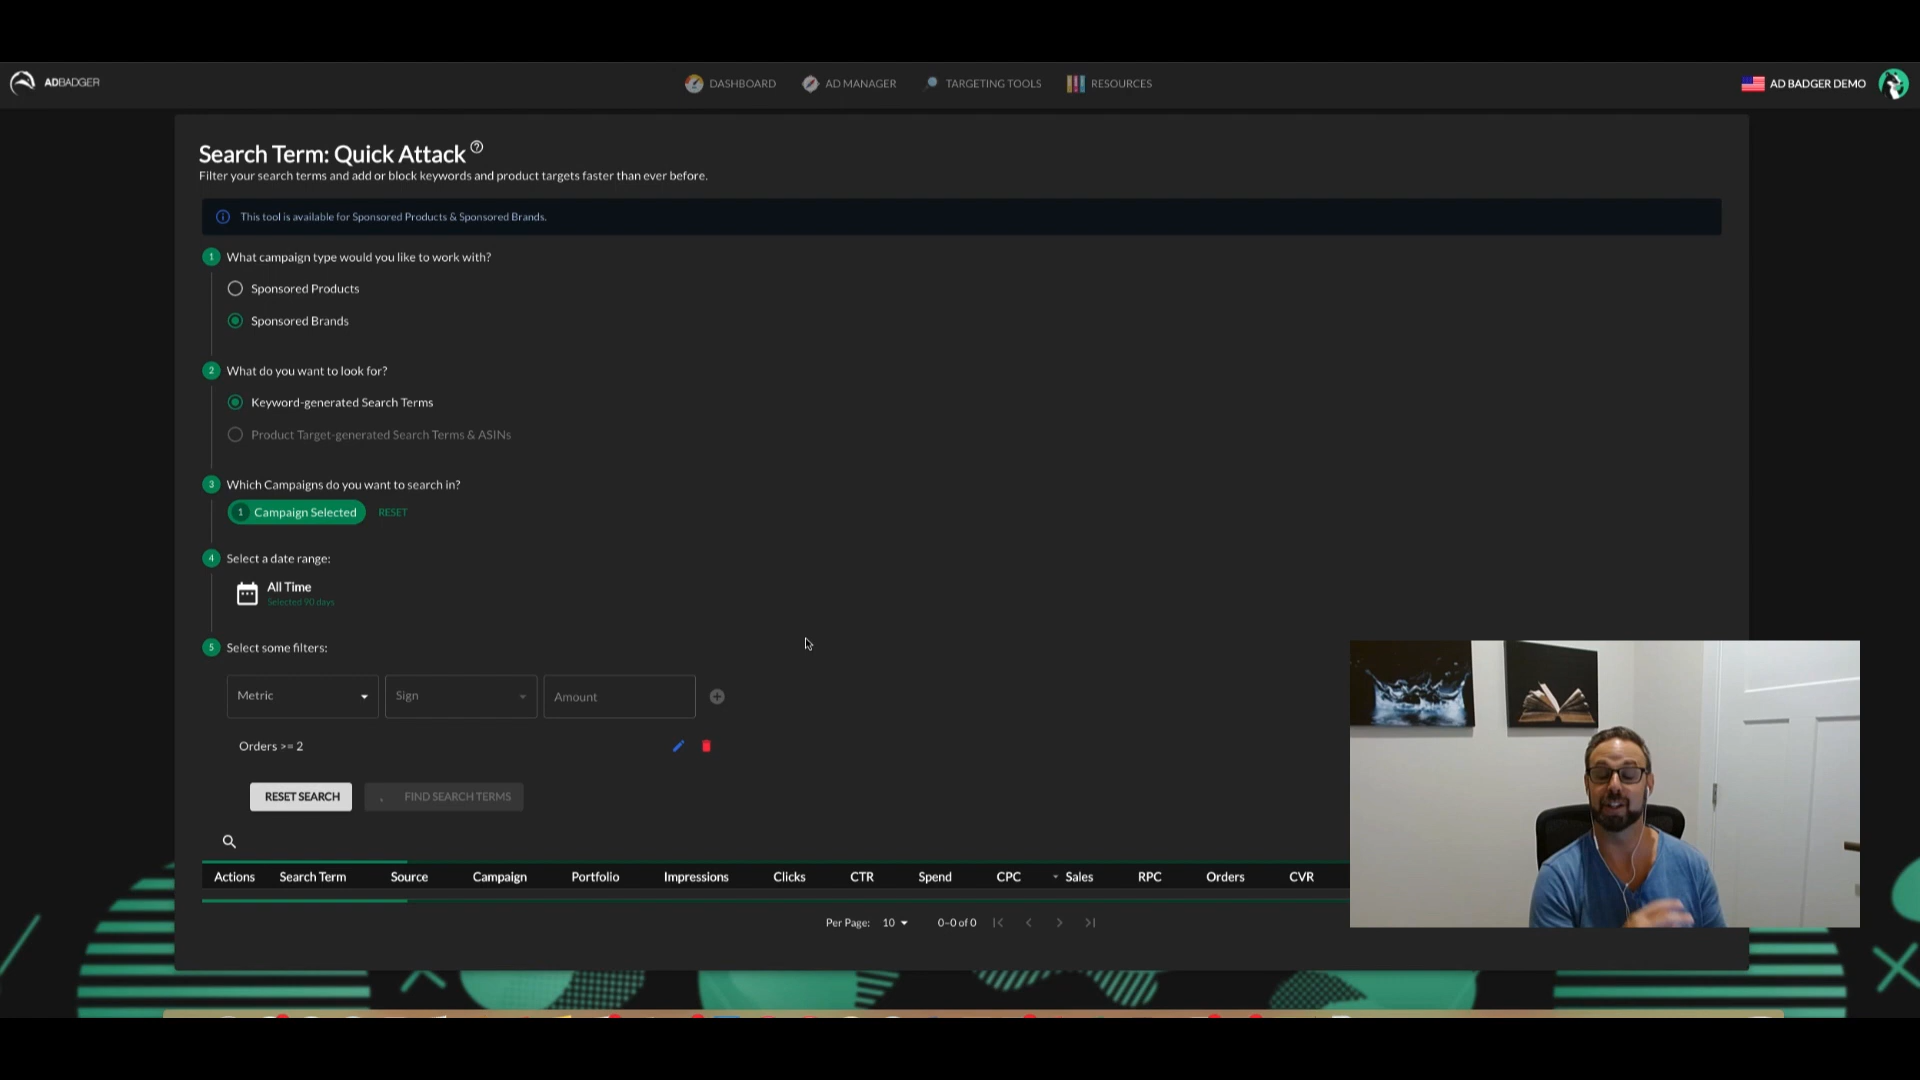 ADBADGER
DASHBOARD
AD MANAGER
TARGETING TOOLS
RESOURCES
AD BADGER DEMO
Search Term: Quick Attack
Filter your search terms and add or block keywords and product targets faster than ever before.
This tool is available for Sponsored Products & Sponsored Brands.
1 What campaign type would you like to work with?
Sponsored Products
Sponsored Brands
2 What do you want to look for?
Keyword-generated Search Terms
Product Target-generated Search Terms & ASINs
3 Which Campaigns do you want to search in?
1 Campaign Selected RESET
4 Select a date range:
All Time
Selected 90 days
5 Select some filters:
Metric Sign Amount
Orders >= 2
RESET SEARCH FIND SEARCH TERMS
Actions Search Term Source Campaign Portfolio Impressions Clicks CTR Spend CPC Sales RPC Orders CVR
Per Page: 10 0-0 of 0